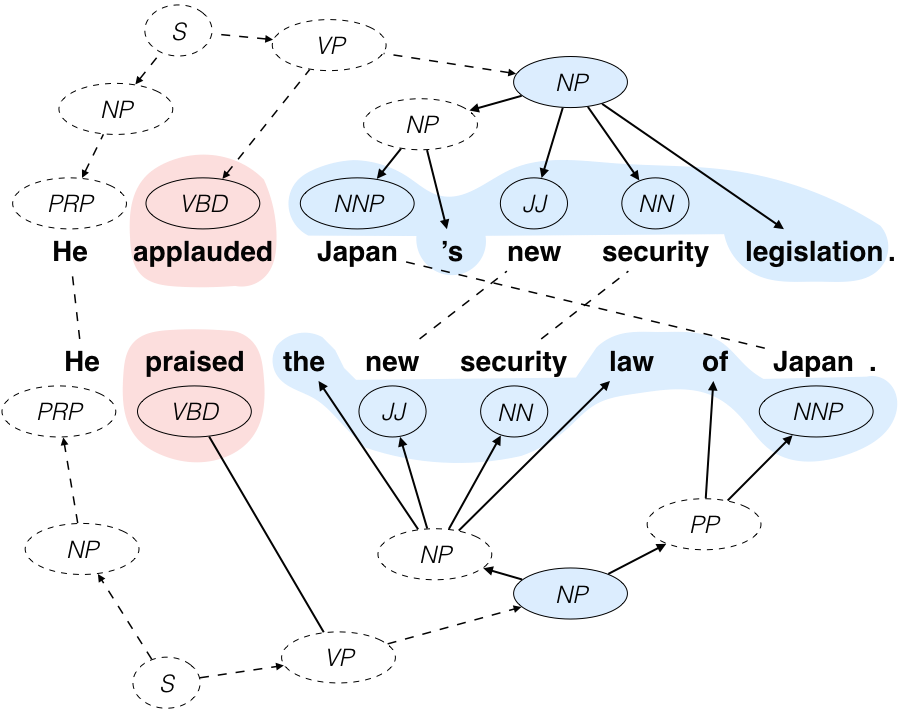 S
VP
NP
NP
NP
PRP VBD NNP JJ NN
He applauded Japan ’s new security legislation .
He praised the new security law of Japan .
PRP VBD JJ NN NNP
PP
NP NP
NP
VP
S